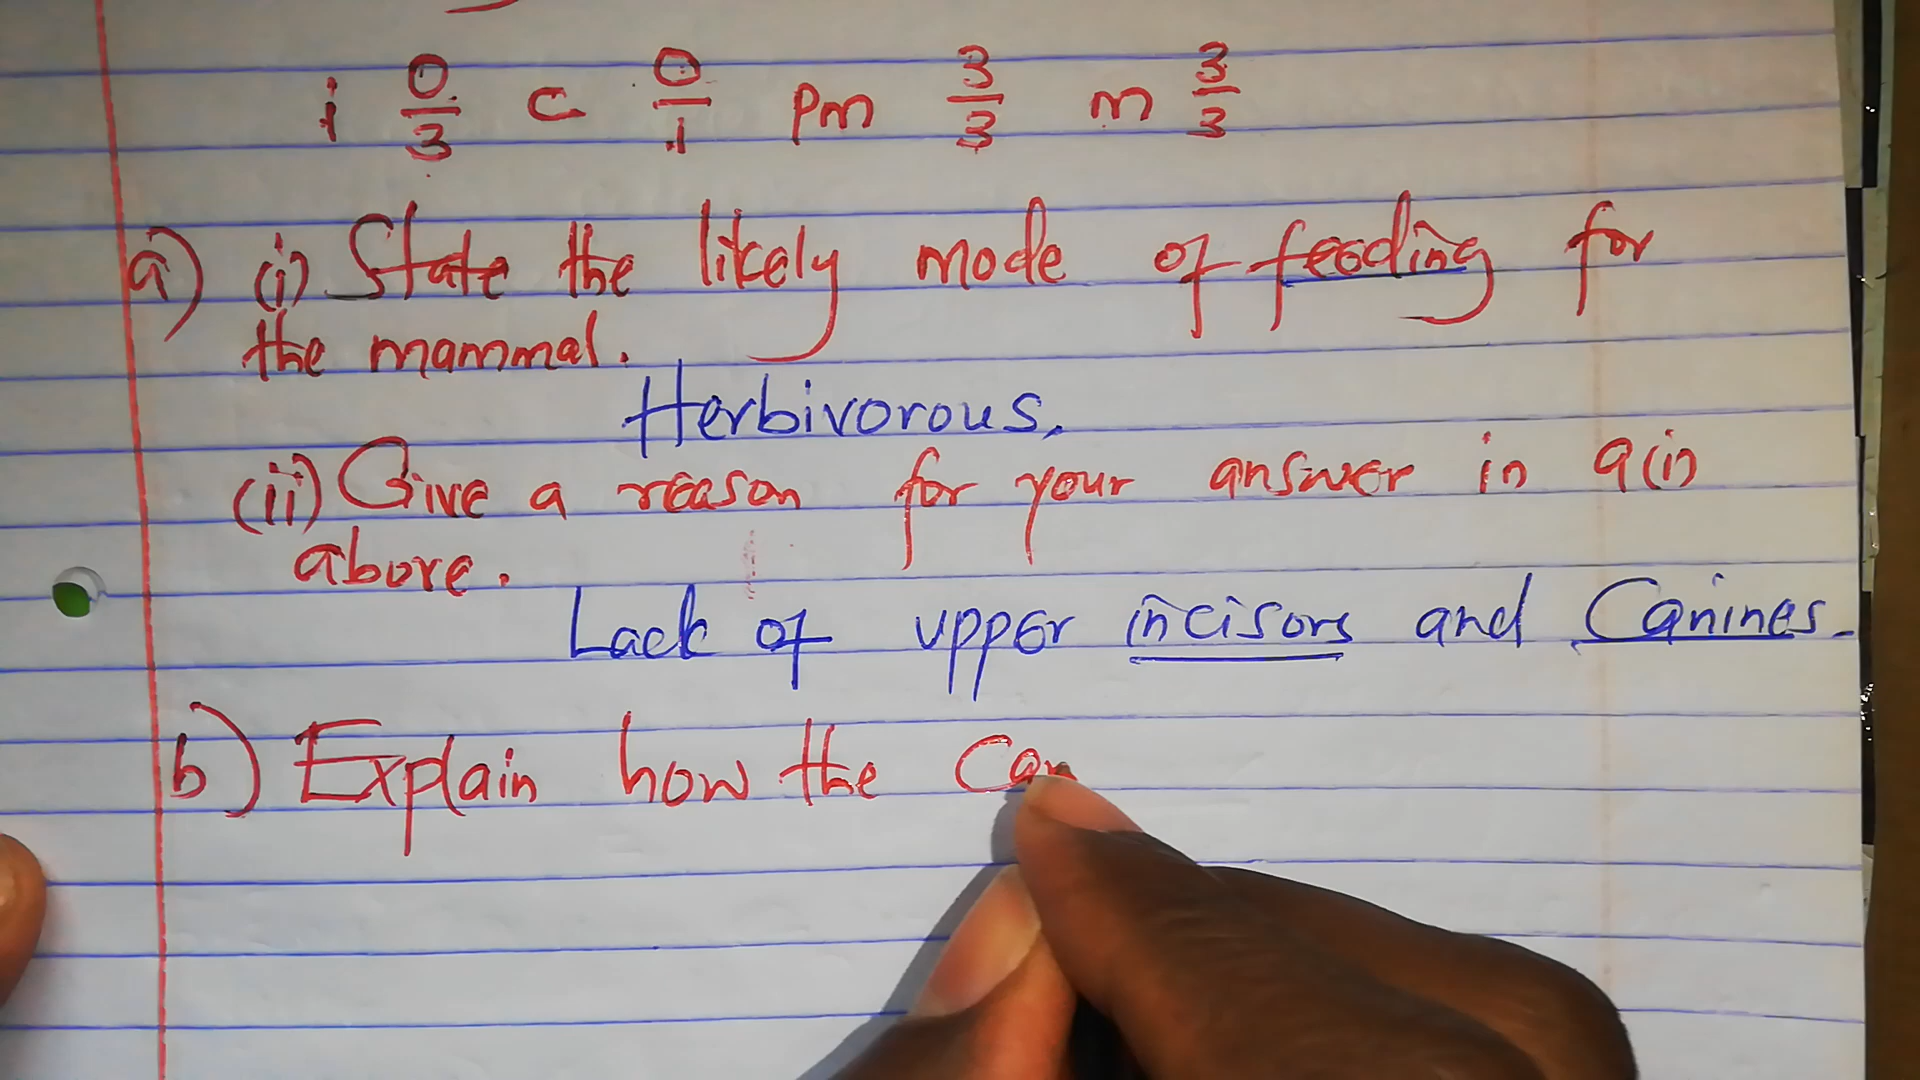 i 0/3 c 0/1 pm 3/3 m 3/3
a) (i) State the likely mode of feeding for
the mammal.
Herbivorous.
(ii) Give a reason for your answer in a(i)
above.
Lack of upper incisors and Canines.
b) Explain how the Can